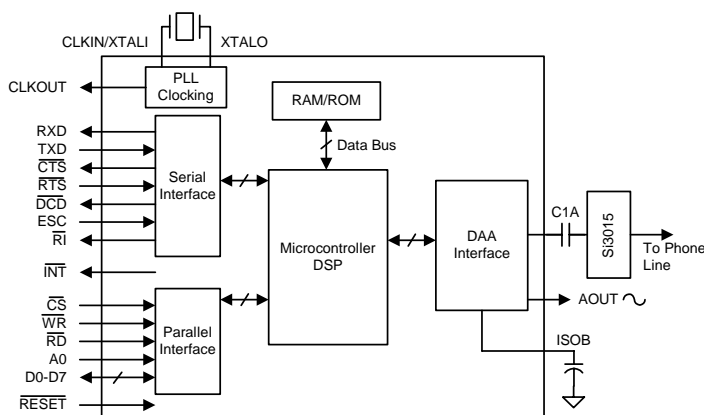 CLKIN/XTALI
XTALO
CLKOUT
PLL
Clocking
RAM/ROM
Data Bus
RXD
TXD
CTS
RTS
DCD
ESC
RI
INT
CS
WR
RD
A0
D0-D7
RESET
Serial
Interface
Parallel
Interface
Microcontroller
DSP
DAA
Interface
C1A
Si3015
To Phone
Line
AOUT
ISOB